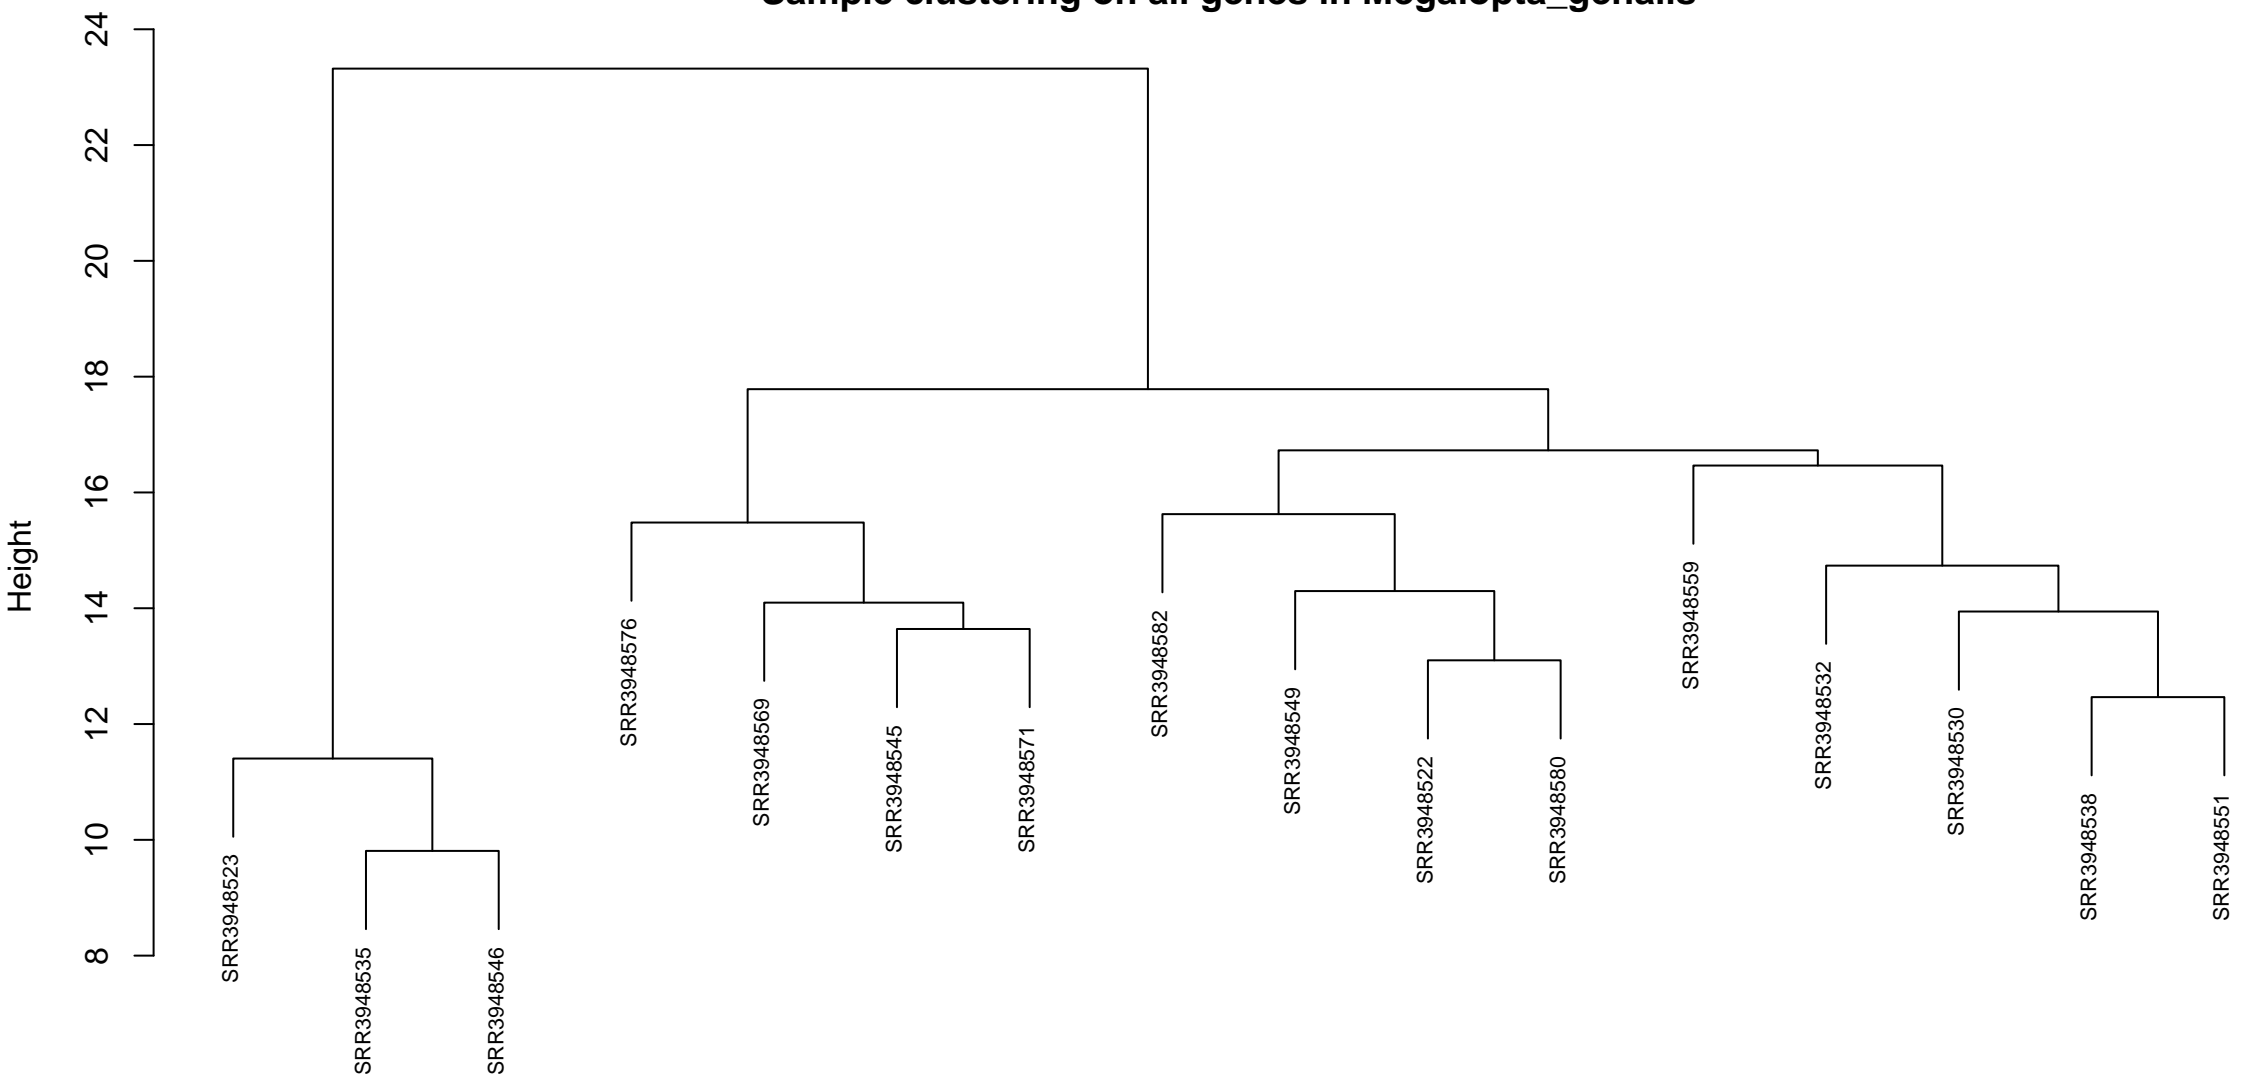 Sample clustering on all genes in Megalopta_genalis
24
22
20
18
16
14
12
10
8
Height
SRR3948523
SRR3948535
SRR3948546
SRR3948576
SRR3948569
SRR3948545
SRR3948571
SRR3948582
SRR3948549
SRR3948522
SRR3948580
SRR3948559
SRR3948532
SRR3948530
SRR3948538
SRR3948551